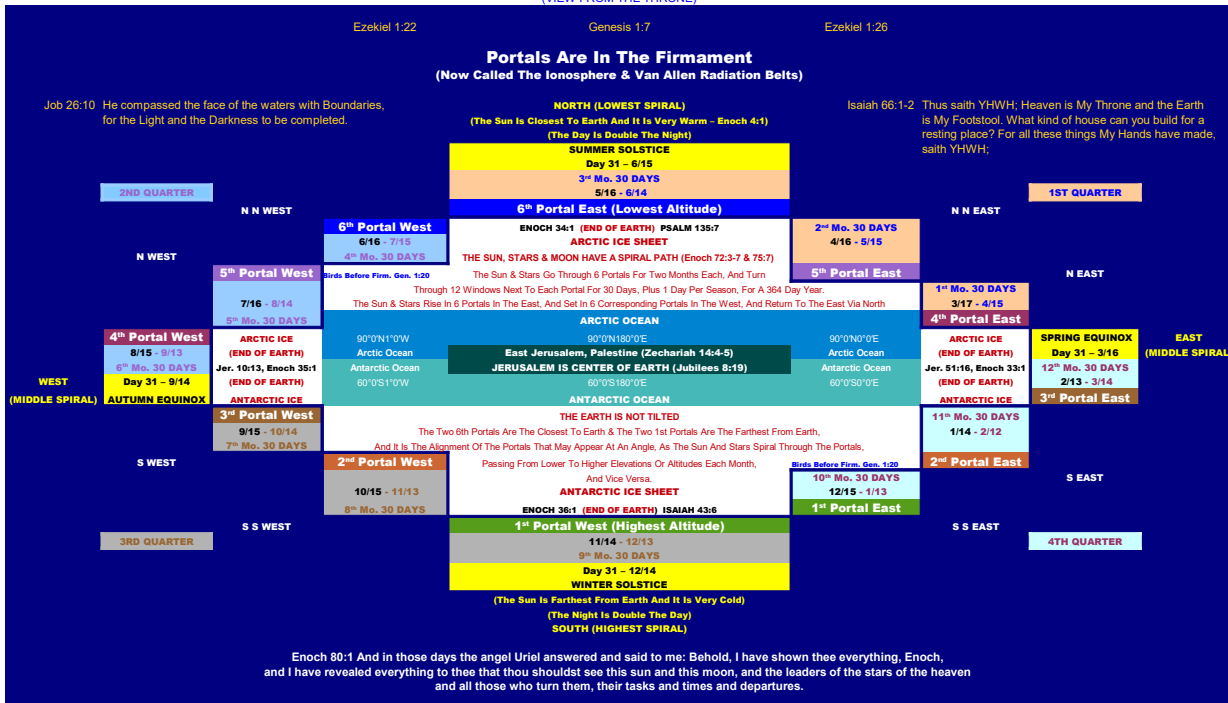 (VIEW FROM THE THRONE)
Ezekiel 1:22
Genesis 1:7
Ezekiel 1:26
Portals Are In The Firmament
(Now Called The Ionosphere & Van Allen Radiation Belts)
Job 26:10 He compassed the face of the waters with Boundaries,
for the Light and the Darkness to be completed.
NORTH (LOWEST SPIRAL)
(The Sun Is Closest To Earth And It Is Very Warm – Enoch 4:1)
(The Day Is Double The Night)
Isaiah 66:1-2 Thus saith YHWH; Heaven is My Throne and the Earth
is My Footstool. What kind of house can you build for a
resting place? For all these things My Hands have made,
saith YHWH;
SUMMER SOLSTICE
Day 31 – 6/15
3rd Mo. 30 DAYS
5/16 - 6/14
2ND QUARTER
1ST QUARTER
N N WEST
6th Portal East (Lowest Altitude)
N N EAST
6th Portal West
6/16 - 7/15
4th Mo. 30 DAYS
ENOCH 34:1 (END OF EARTH) PSALM 135:7
ARCTIC ICE SHEET
THE SUN, STARS & MOON HAVE A SPIRAL PATH (Enoch 72:3-7 & 75:7)
2nd Mo. 30 DAYS
4/16 - 5/15
N WEST
5th Portal West
Birds Before Firm. Gen. 1:20
The Sun & Stars Go Through 6 Portals For Two Months Each, And Turn
5th Portal East
N EAST
Through 12 Windows Next To Each Portal For 30 Days, Plus 1 Day Per Season, For A 364 Day Year.
The Sun & Stars Rise In 6 Portals In The East, And Set In 6 Corresponding Portals In The West, And Return To The East Via North
7/16 - 8/14
5th Mo. 30 DAYS
1st Mo. 30 DAYS
3/17 - 4/15
4th Portal East
ARCTIC OCEAN
4th Portal West
8/15 - 9/13
6th Mo. 30 DAYS
Day 31 – 9/14
AUTUMN EQUINOX
WEST
(MIDDLE SPIRAL)
ARCTIC ICE
(END OF EARTH)
Jer. 10:13, Enoch 35:1
(END OF EARTH)
ANTARCTIC ICE
90°0'N1°0'W
Arctic Ocean
Antarctic Ocean
60°0'S1°0'W
90°0'N180°0'E
East Jerusalem, Palestine (Zechariah 14:4-5)
JERUSALEM IS CENTER OF EARTH (Jubilees 8:19)
60°0'S180°0'E
90°0'N0°0'E
Arctic Ocean
Antarctic Ocean
60°0'S0°0'E
ARCTIC ICE
(END OF EARTH)
Jer. 51:16, Enoch 33:1
(END OF EARTH)
ANTARCTIC ICE
SPRING EQUINOX
Day 31 – 3/16
12th Mo. 30 DAYS
2/13 - 3/14
3rd Portal East
EAST
(MIDDLE SPIRAL)
ANTARCTIC OCEAN
3rd Portal West
9/15 - 10/14
7th Mo. 30 DAYS
THE EARTH IS NOT TILTED
The Two 6th Portals Are The Closest To Earth & The Two 1st Portals Are The Farthest From Earth,
And It Is The Alignment Of The Portals That May Appear At An Angle, As The Sun And Stars Spiral Through The Portals,
11th Mo. 30 DAYS
1/14 - 2/12
S WEST
2nd Portal West
Passing From Lower To Higher Elevations Or Altitudes Each Month,
And Vice Versa.
Birds Before Firm. Gen. 1:20
2nd Portal East
S EAST
10/15 - 11/13
8th Mo. 30 DAYS
ANTARCTIC ICE SHEET
ENOCH 36:1 (END OF EARTH) ISAIAH 43:6
10th Mo. 30 DAYS
12/15 - 1/13
1st Portal East
S S WEST
1st Portal West (Highest Altitude)
S S EAST
3RD QUARTER
11/14 - 12/13
9th Mo. 30 DAYS
4TH QUARTER
Day 31 – 12/14
WINTER SOLSTICE
(The Sun Is Farthest From Earth And It Is Very Cold)
(The Night Is Double The Day)
SOUTH (HIGHEST SPIRAL)
Enoch 80:1 And in those days the angel Uriel answered and said to me: Behold, I have shown thee everything, Enoch,
and I have revealed everything to thee that thou shouldst see this sun and this moon, and the leaders of the stars of the heaven
and all those who turn them, their tasks and times and departures.